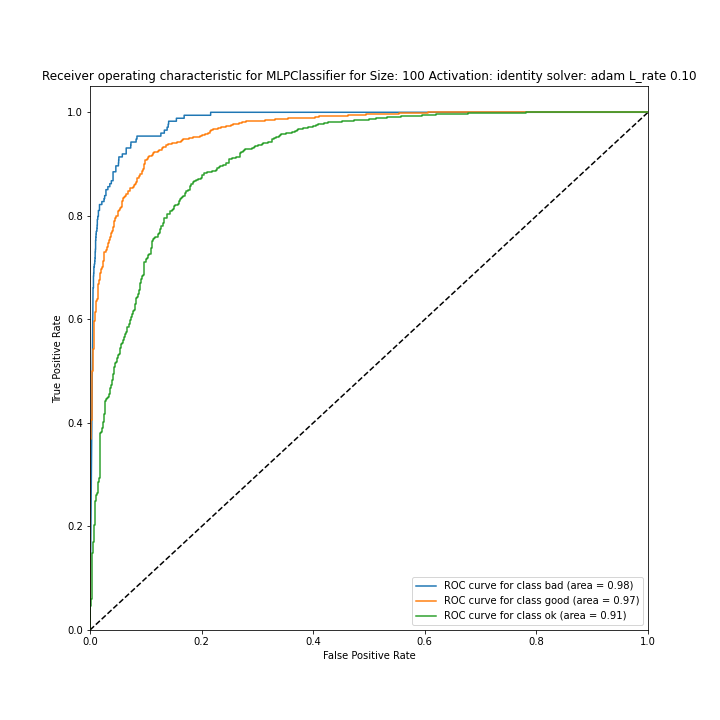 Receiver operating characteristic for MLPClassifier for Size: 100 Activation: identity solver: adam L_rate 0.10
1.0
0.8
0.6
0.4
0.2
0.0
True Positive Rate
ROC curve for class bad (area = 0.98)
ROC curve for class good (area = 0.97)
ROC curve for class ok (area = 0.91)
0.0 0.2 0.4 0.6 0.8 1.0
False Positive Rate